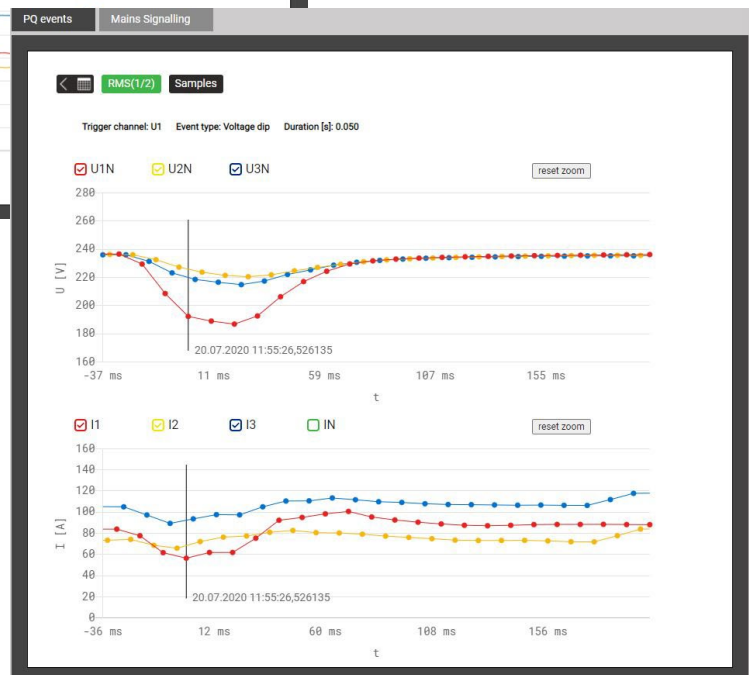 PQ events Mains Signalling
RMS(1/2) Samples
Trigger channel: U1 Event type: Voltage dip Duration [s]: 0.050
U1N U2N U3N reset zoom
280
260
240
220
200
180
160
U [V]
20.07.2020 11:55:26,526135
-37 ms 11 ms 59 ms 107 ms 155 ms
t
I1 I2 I3 IN reset zoom
160
140
120
100
80
60
40
20
0
I [A]
20.07.2020 11:55:26,526135
-36 ms 12 ms 60 ms 108 ms 156 ms
t